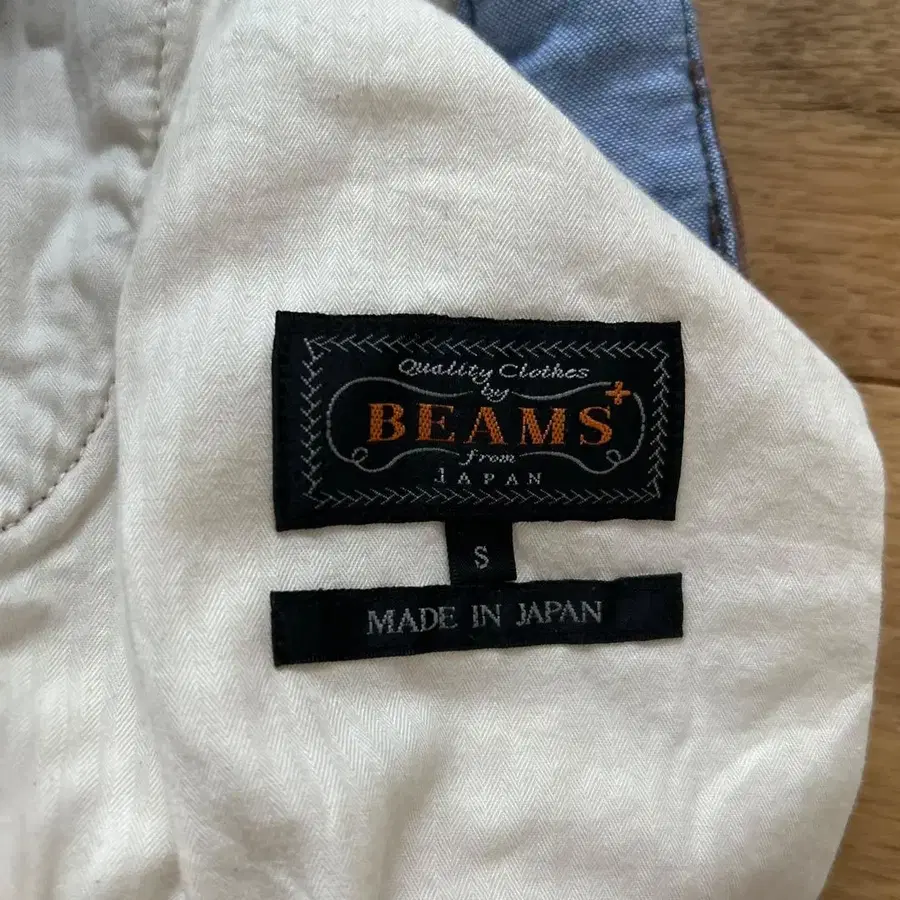 Quality Clothes
by
BEAMS+
from
JAPAN
S
MADE IN JAPAN